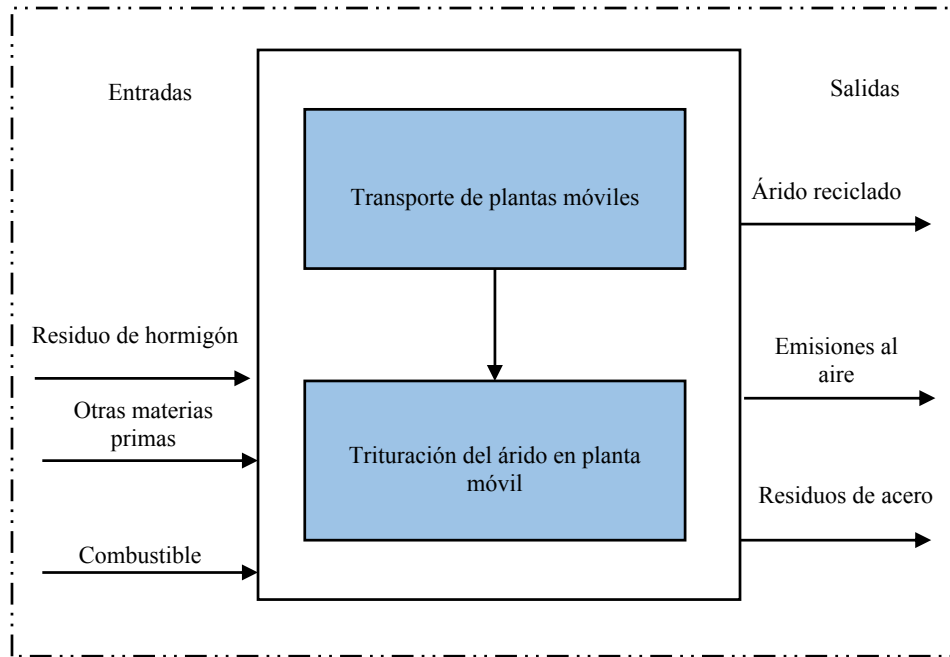 Entradas
Salidas
Transporte de plantas móviles
Árido reciclado
Residuo de hormigón
Emisiones al
aire
Otras materias
primas
Trituración del árido en planta
móvil
Residuos de acero
Combustible